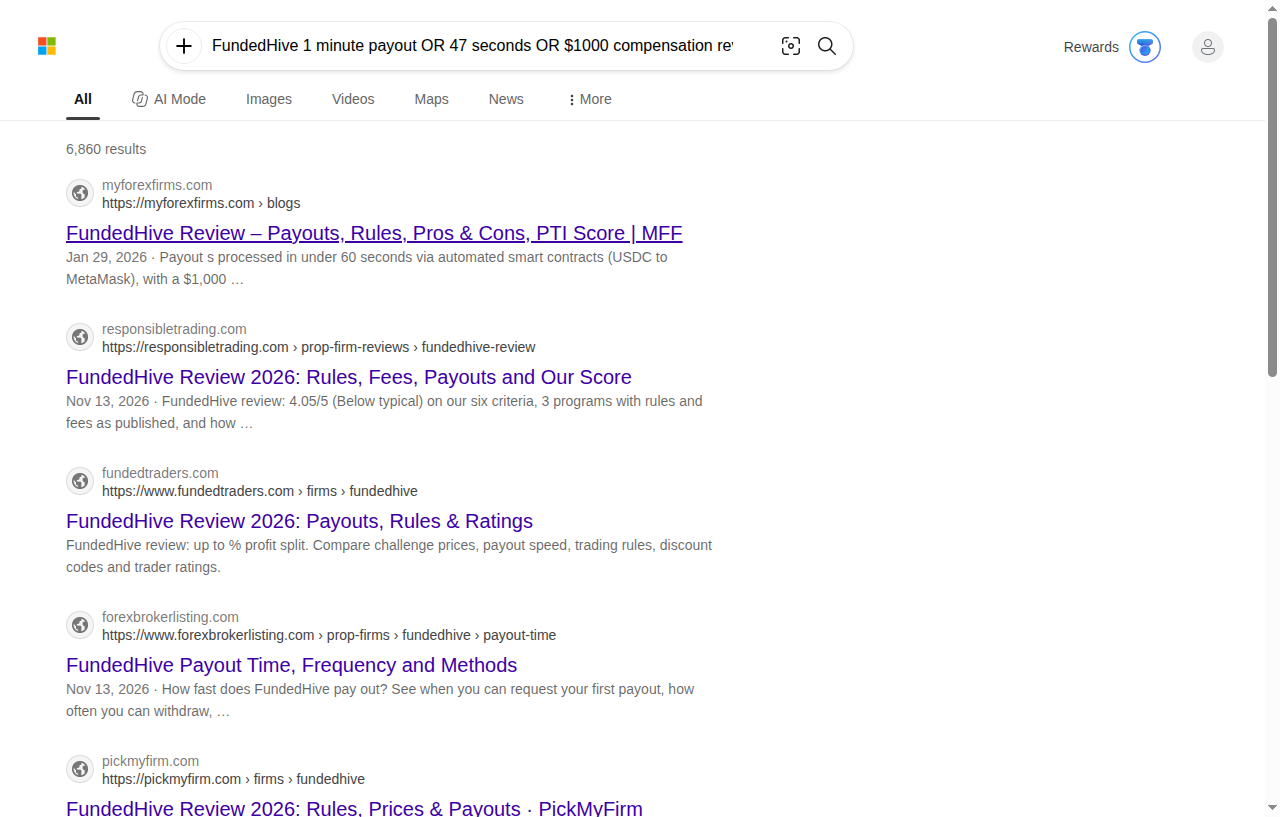 FundedHive 1 minute payout OR 47 seconds OR $1000 compensation re
Rewards
All
AI Mode
Images
Videos
Maps
News
More
6,860 results
myforexfirms.com
https://myforexfirms.com › blogs
FundedHive Review – Payouts, Rules, Pros & Cons, PTI Score | MFF
Jan 29, 2026 · Payout s processed in under 60 seconds via automated smart contracts (USDC to
MetaMask), with a $1,000 …
responsibletrading.com
https://responsibletrading.com › prop-firm-reviews › fundedhive-review
FundedHive Review 2026: Rules, Fees, Payouts and Our Score
Nov 13, 2026 · FundedHive review: 4.05/5 (Below typical) on our six criteria, 3 programs with rules and
fees as published, and how …
fundedtraders.com
https://www.fundedtraders.com › firms › fundedhive
FundedHive Review 2026: Payouts, Rules & Ratings
FundedHive review: up to % profit split. Compare challenge prices, payout speed, trading rules, discount
codes and trader ratings.
forexbrokerlisting.com
https://www.forexbrokerlisting.com › prop-firms › fundedhive › payout-time
FundedHive Payout Time, Frequency and Methods
Nov 13, 2026 · How fast does FundedHive pay out? See when you can request your first payout, how
often you can withdraw, …
pickmyfirm.com
https://pickmyfirm.com › firms › fundedhive
FundedHive Review 2026: Rules, Prices & Payouts · PickMyFirm